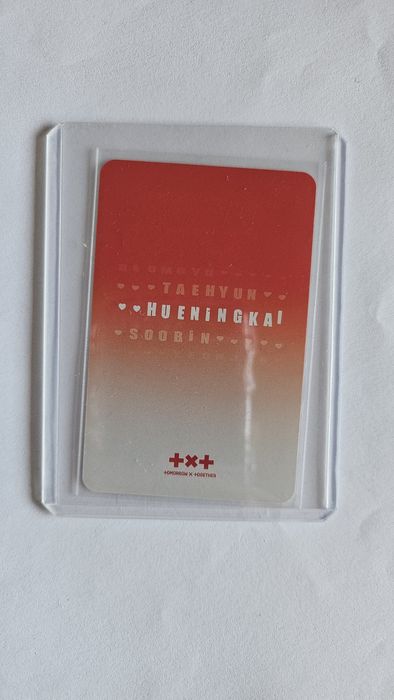 ♥ ♥ ♥ TAEHYUN ♥ ♥
♥ ♥ HUENiNGKAI
♥ SOOBiN ♥ ♥ ♥ ♥ ♥
+×+
TOMORROW × TOGETHER